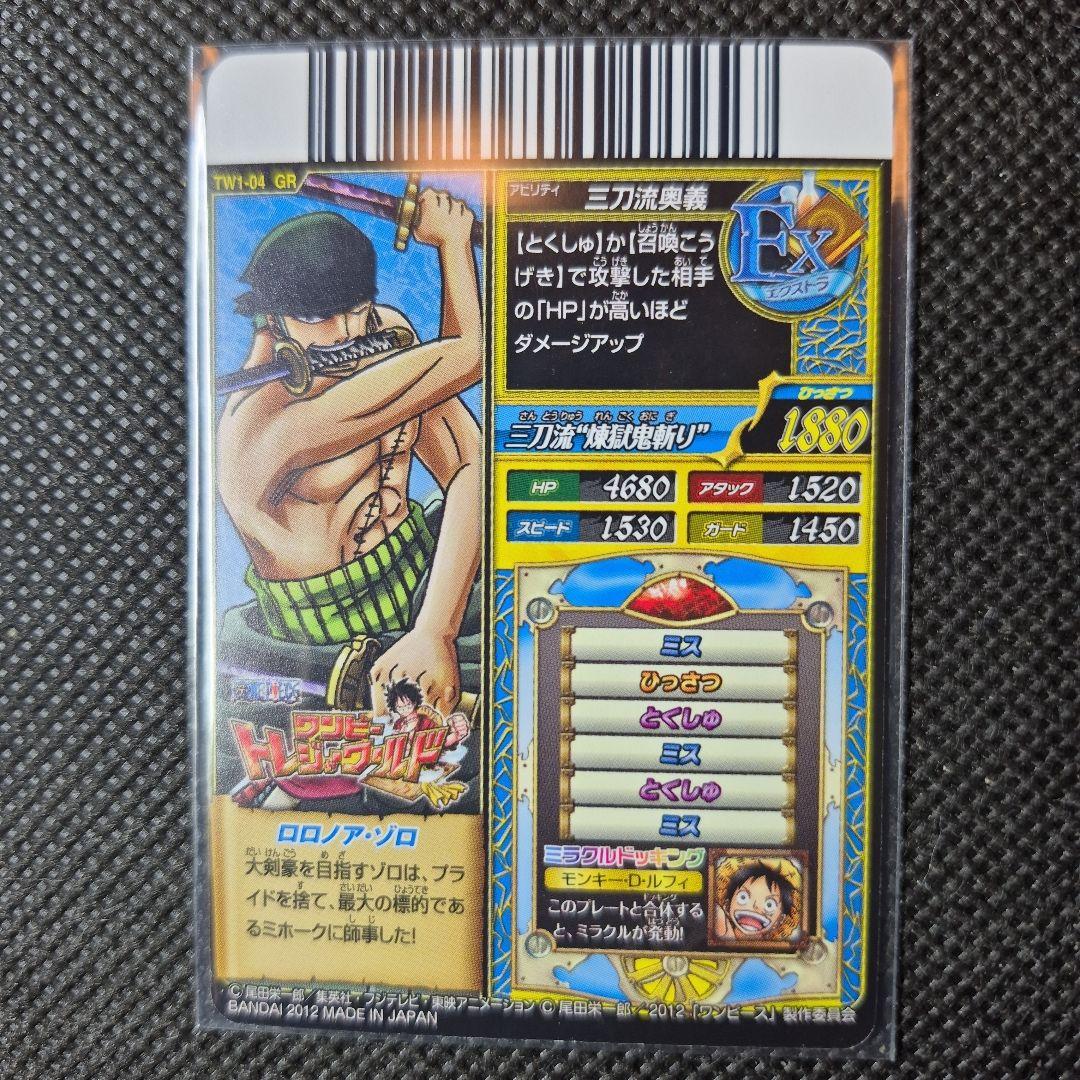 TW1-04 GR
アビリティ
三刀流奥義
Ex
エクストラ
【とくしゅ】か【召喚こう
げき】で攻撃した相手
の「HP」が高いほど
ダメージアップ
ひっさつ
三刀流“煉獄鬼斬り”
1880
HP 4680
アタック 1520
スピード 1530
ガード 1450
ミス
ひっさつ
とくしゅ
ミス
とくしゅ
ミス
ミラクルドッキング
モンキー・D・ルフィ
このプレートと合体する
と、ミラクルが発動!
ワンピー
トレジャーワールド
ロロノア・ゾロ
大剣豪を目指すゾロは、プラ
イドを捨て、最大の標的であ
るミホークに師事した!
© 尾田栄一郎/集英社・フジテレビ・東映アニメーション © 尾田栄一郎/2012「ワンピース」製作委員会
BANDAI 2012 MADE IN JAPAN